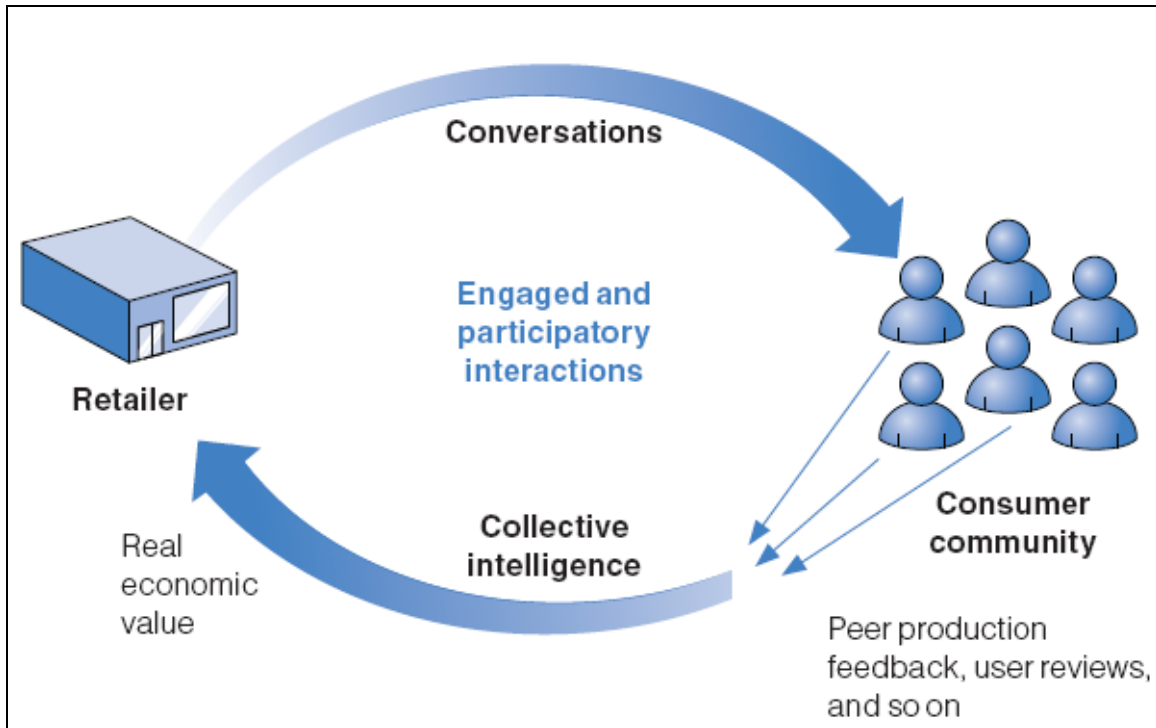 Conversations
Engaged and
participatory
interactions
Retailer
Consumer
community
Collective
intelligence
Real
economic
value
Peer production
feedback, user reviews,
and so on